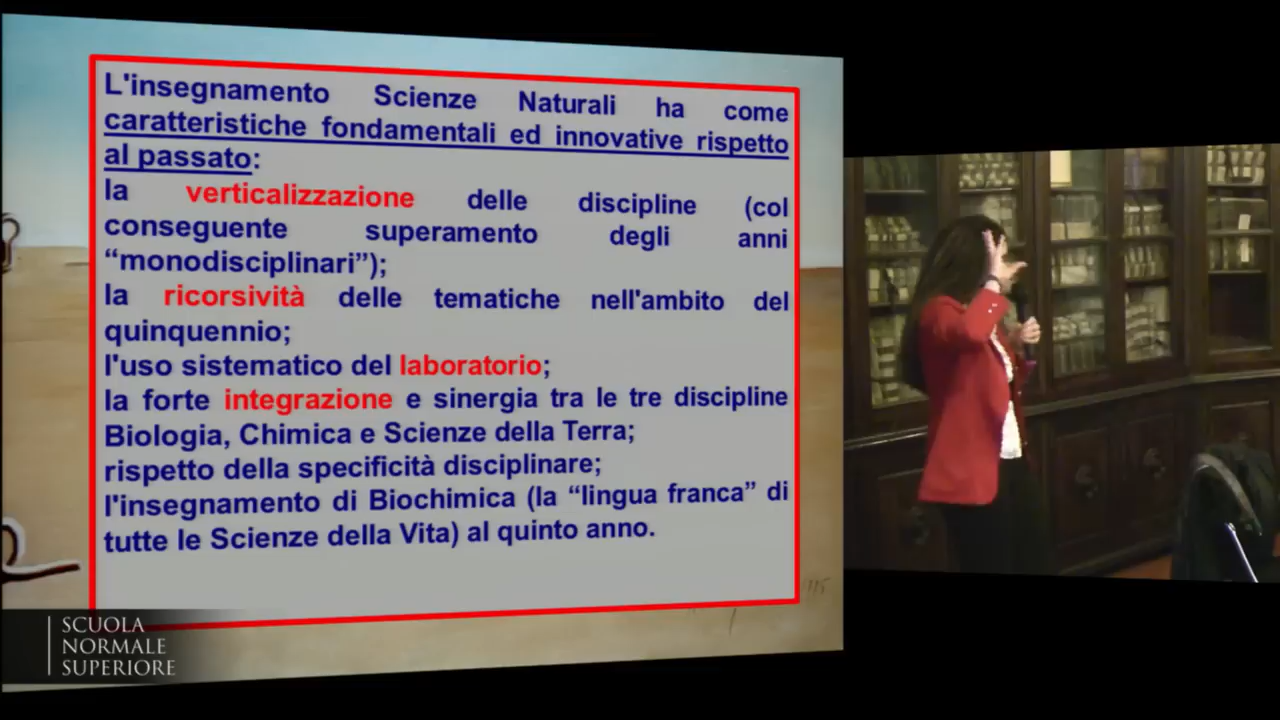 L'insegnamento Scienze Naturali ha come
caratteristiche fondamentali ed innovative rispetto
al passato:
la verticalizzazione delle discipline (col
conseguente superamento degli anni
“monodisciplinari”);
la ricorsività delle tematiche nell'ambito del
quinquennio;
l'uso sistematico del laboratorio;
la forte integrazione e sinergia tra le tre discipline
Biologia, Chimica e Scienze della Terra;
rispetto della specificità disciplinare;
l'insegnamento di Biochimica (la “lingua franca” di
tutte le Scienze della Vita) al quinto anno.
SCUOLA
NORMALE
SUPERIORE